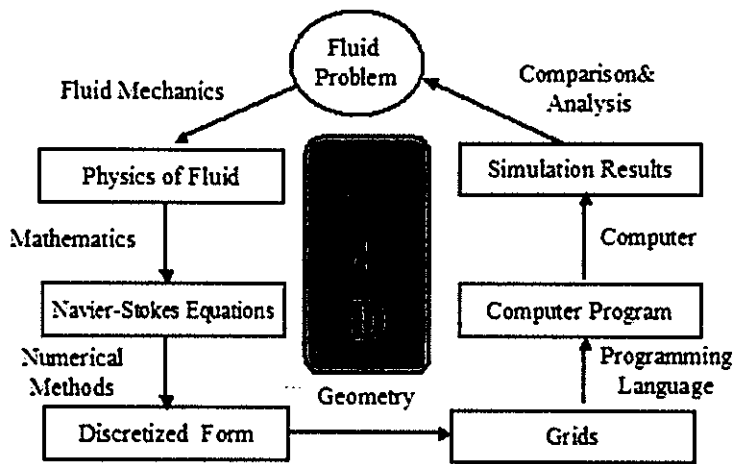 Fluid
Problem
Fluid Mechanics
Comparison&
Analysis
Physics of Fluid
Simulation Results
Mathematics
Computer
Navier-Stokes Equations
Computer Program
Numerical
Methods
Programming
Language
Geometry
Discretized Form
Grids